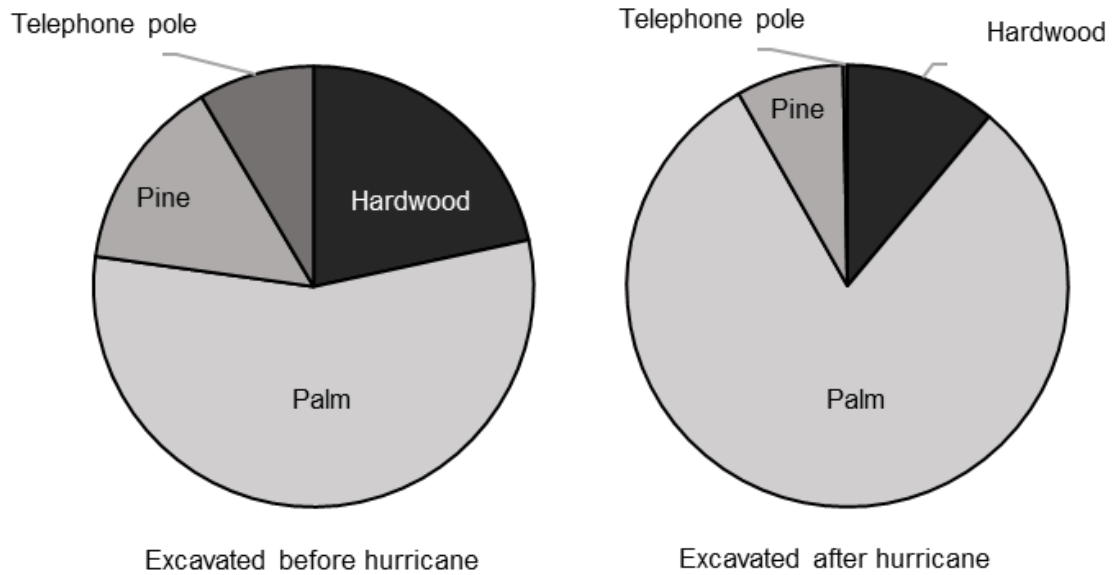 Telephone pole
Pine
Hardwood
Palm
Excavated before hurricane
Telephone pole
Hardwood
Pine
Palm
Excavated after hurricane